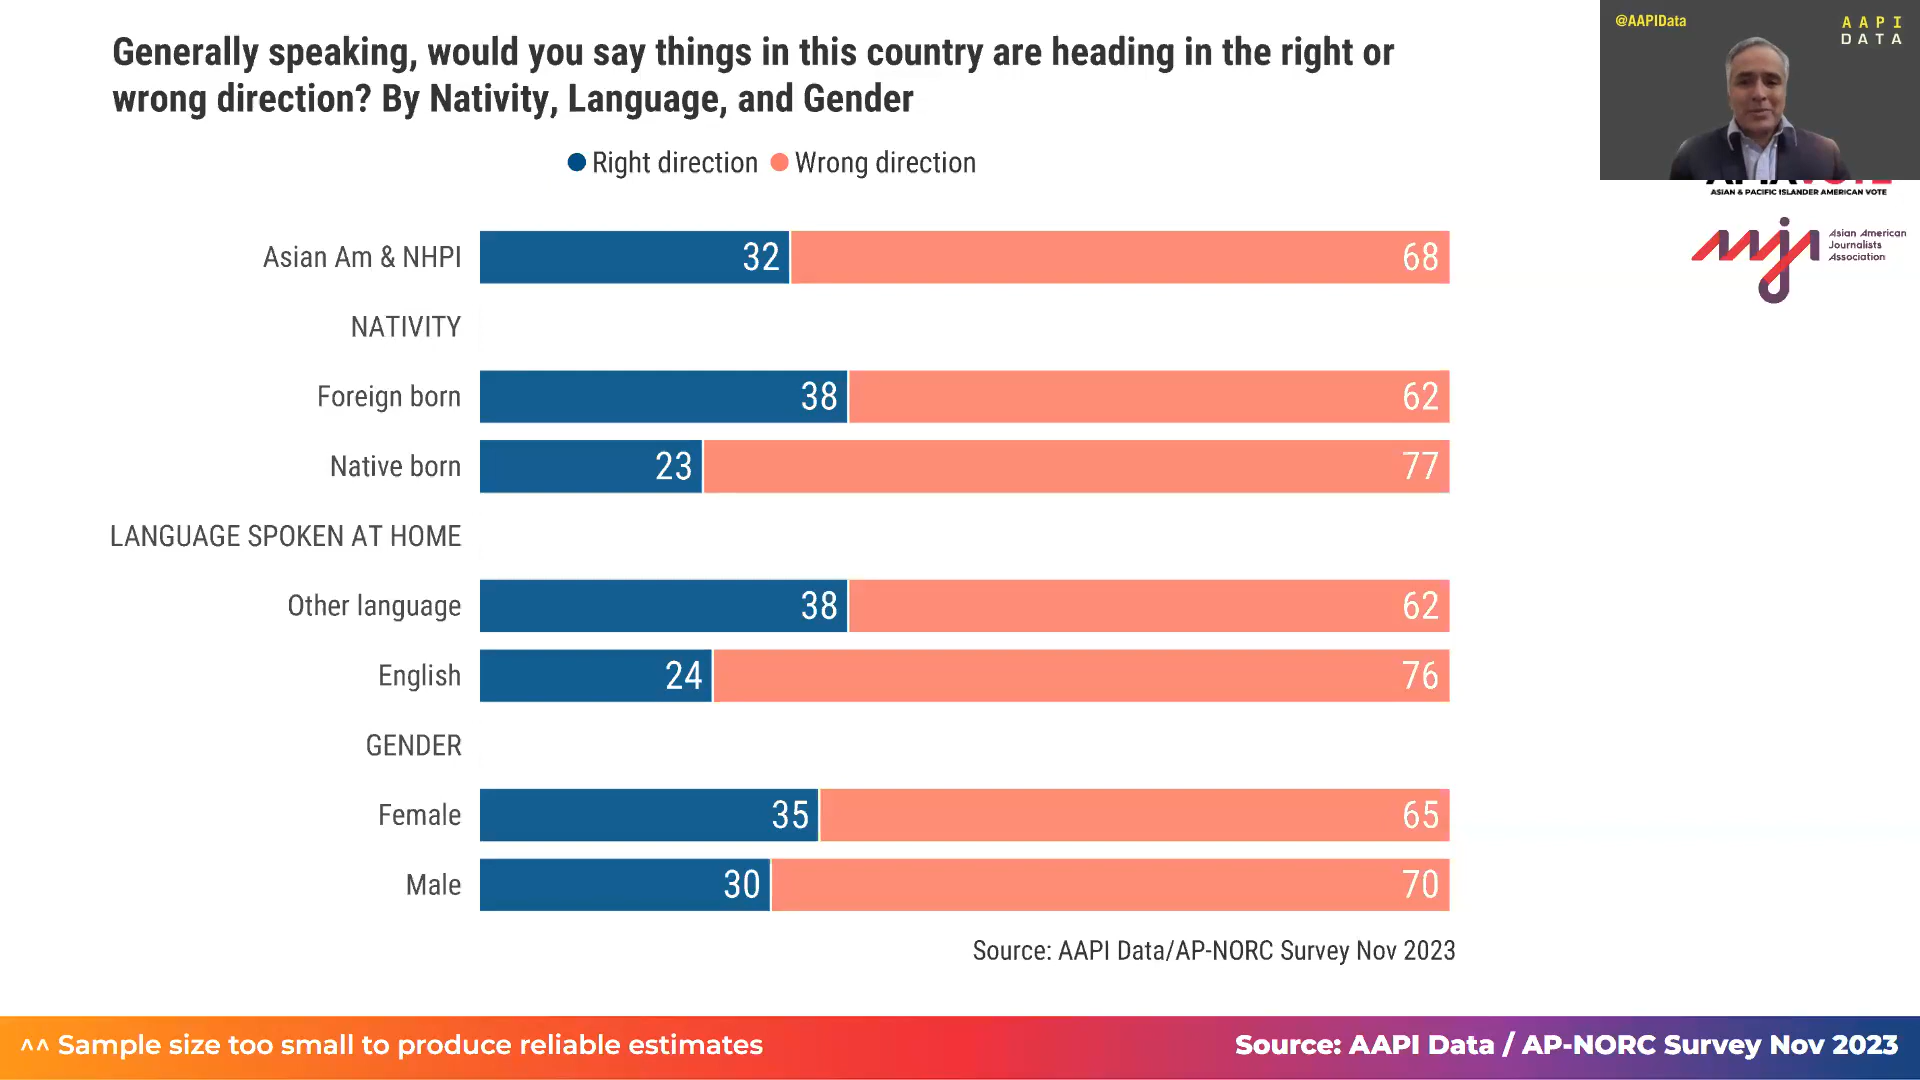 Generally speaking, would you say things in this country are heading in the right or
wrong direction? By Nativity, Language, and Gender
Right direction
Wrong direction
Asian Am & NHPI 32 68
NATIVITY
Foreign born 38 62
Native born 23 77
LANGUAGE SPOKEN AT HOME
Other language 38 62
English 24 76
GENDER
Female 35 65
Male 30 70
Source: AAPI Data/AP-NORC Survey Nov 2023
@AAPIData
AAPI
DATA
ASIAN & PACIFIC ISLANDER AMERICAN VOTE
Asian American
Journalists
Association
^^ Sample size too small to produce reliable estimates
Source: AAPI Data / AP-NORC Survey Nov 2023